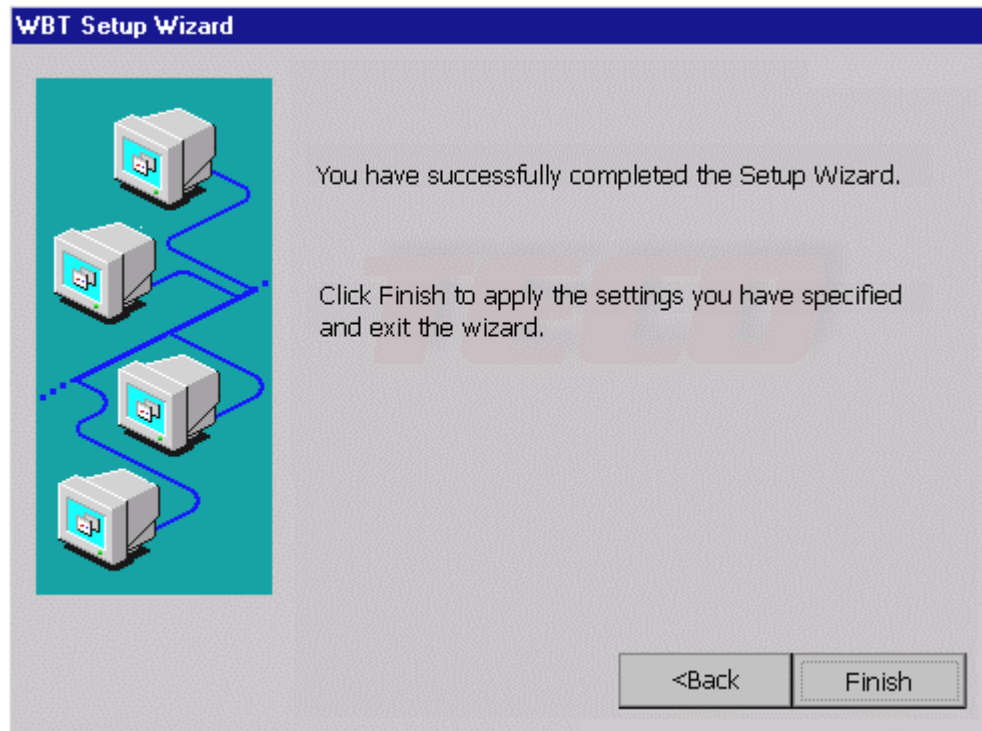 WBT Setup Wizard
You have successfully completed the Setup Wizard.
TECO
Click Finish to apply the settings you have specified
and exit the wizard.
<Back
Finish